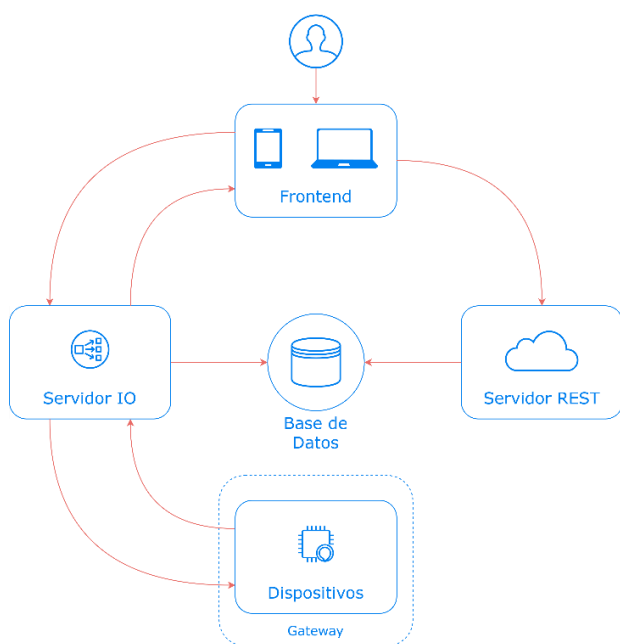 Frontend
Servidor IO
Servidor REST
Base de
Datos
Dispositivos
Gateway